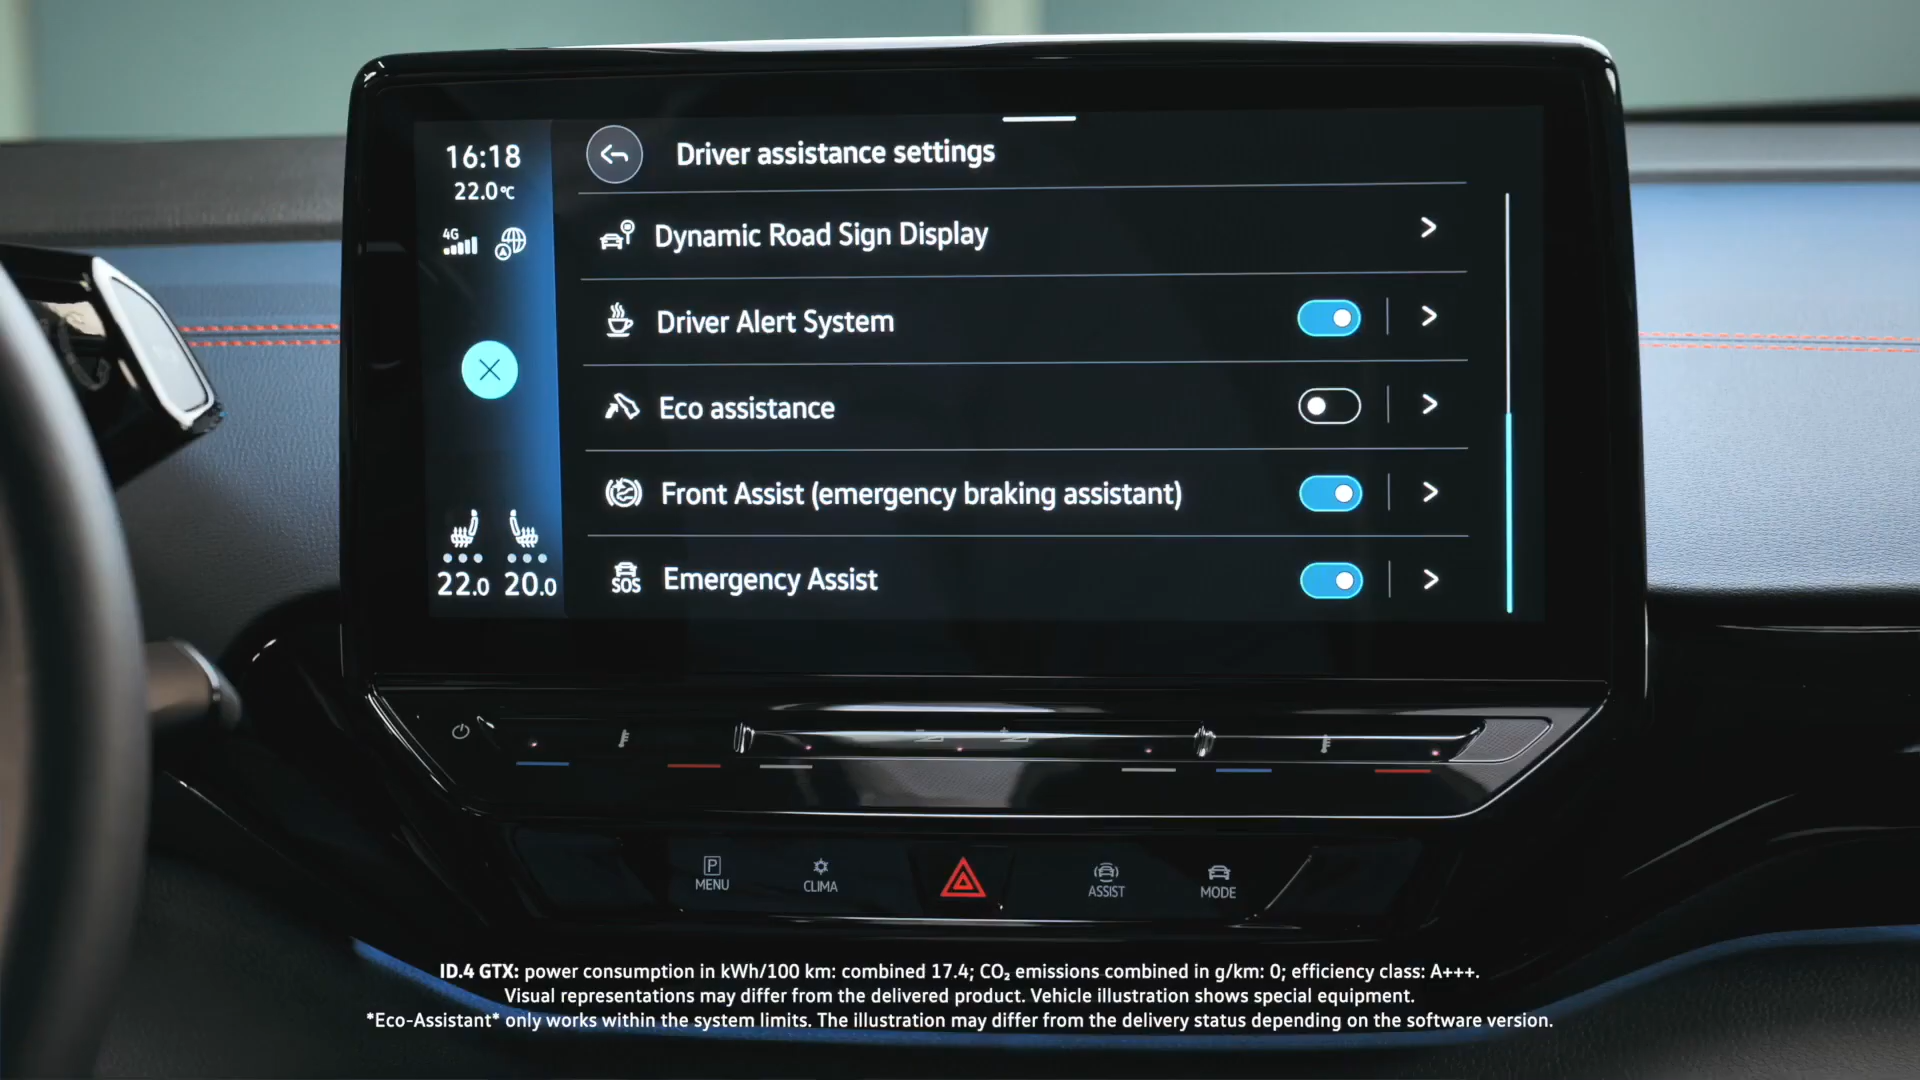 16:18
22.0°C
4G
Driver assistance settings
Dynamic Road Sign Display
Driver Alert System
Eco assistance
Front Assist (emergency braking assistant)
SOS
Emergency Assist
22.0 20.0
P
MENU
CLIMA
ASSIST
MODE
ID.4 GTX: power consumption in kWh/100 km: combined 17.4; CO₂ emissions combined in g/km: 0; efficiency class: A+++.
Visual representations may differ from the delivered product. Vehicle illustration shows special equipment.
*Eco-Assistant* only works within the system limits. The illustration may differ from the delivery status depending on the software version.